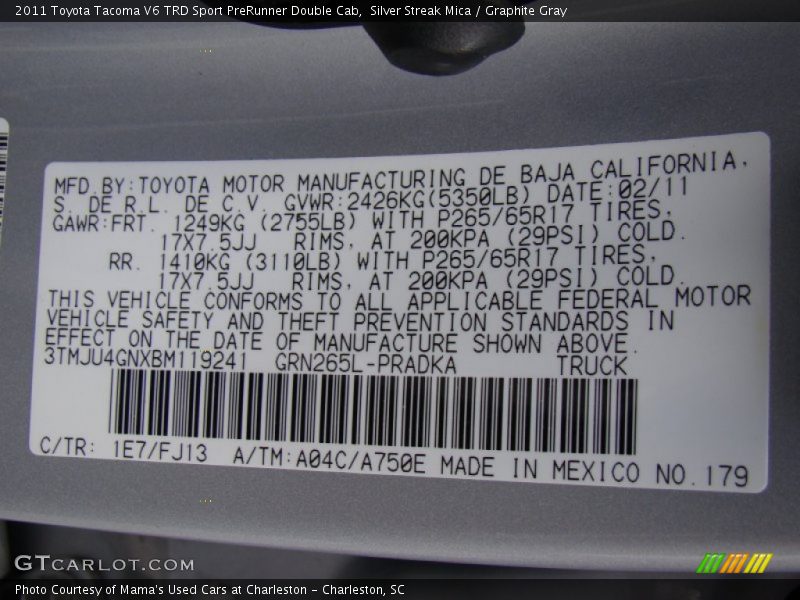 2011 Toyota Tacoma V6 TRD Sport PreRunner Double Cab,  Silver Streak Mica / Graphite Gray
MFD.BY:TOYOTA MOTOR MANUFACTURING DE BAJA CALIFORNIA,
S. DE R.L. DE C.V. GVWR:2426KG(5350LB) DATE:02/11
GAWR:FRT. 1249KG (2755LB) WITH P265/65R17 TIRES,
17X7.5JJ RIMS, AT 200KPA (29PSI) COLD.
RR. 1410KG (3110LB) WITH P265/65R17 TIRES,
17X7.5JJ RIMS, AT 200KPA (29PSI) COLD.
THIS VEHICLE CONFORMS TO ALL APPLICABLE FEDERAL MOTOR
VEHICLE SAFETY AND THEFT PREVENTION STANDARDS IN
EFFECT ON THE DATE OF MANUFACTURE SHOWN ABOVE.
3TMJU4GNXBM119241 GRN265L-PRADKA TRUCK
C/TR: 1E7/FJ13 A/TM:A04C/A750E MADE IN MEXICO NO.179
GTCARLOT.COM
Photo Courtesy of Mama's Used Cars at Charleston – Charleston, SC